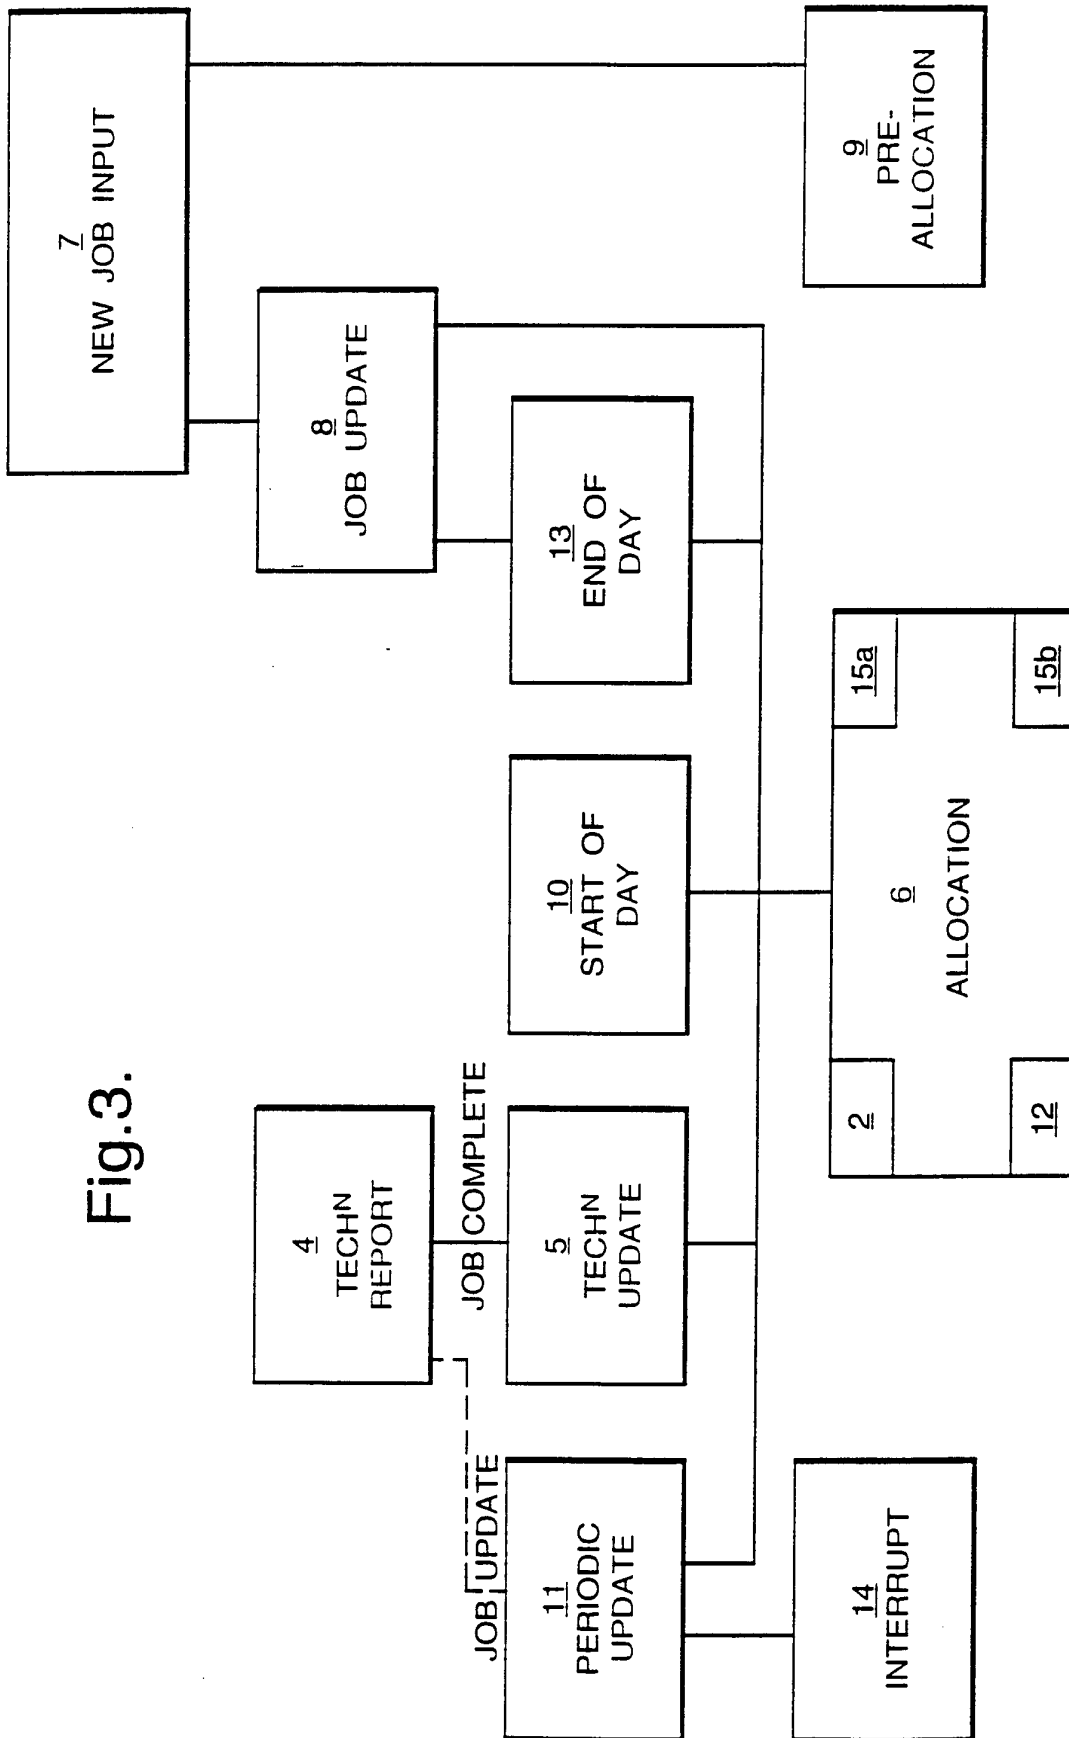 Fig.3.
4
TECHN
REPORT
7
NEW JOB INPUT
JOB UPDATE
JOB COMPLETE
8
JOB UPDATE
11
PERIODIC
UPDATE
5
TECHN
UPDATE
10
START OF
DAY
13
END OF
DAY
14
INTERRUPT
2
12
6
ALLOCATION
15a
15b
9
PRE-
ALLOCATION